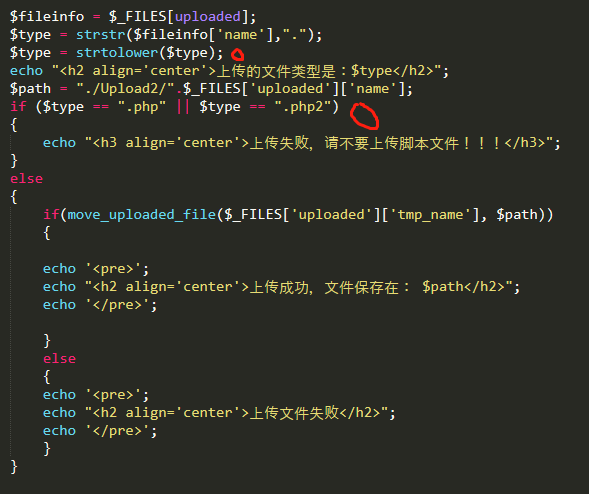 $fileinfo = $_FILES[uploaded];
$type = strstr($fileinfo['name'],".");
$type = strtolower($type);
echo "<h2 align='center'>上传的文件类型是：$type</h2>";
$path = "./Upload2/".$_FILES['uploaded']['name'];
if ($type == ".php" || $type == ".php2")
{
echo "<h3 align='center'>上传失败，请不要上传脚本文件！！！</h3>";
}
else
{
if(move_uploaded_file($_FILES['uploaded']['tmp_name'], $path))
{
echo '<pre>';
echo "<h2 align='center'>上传成功，文件保存在： $path</h2>";
echo '</pre>';
}
else
{
echo '<pre>';
echo "<h2 align='center'>上传文件失败</h2>";
echo '</pre>';
}
}